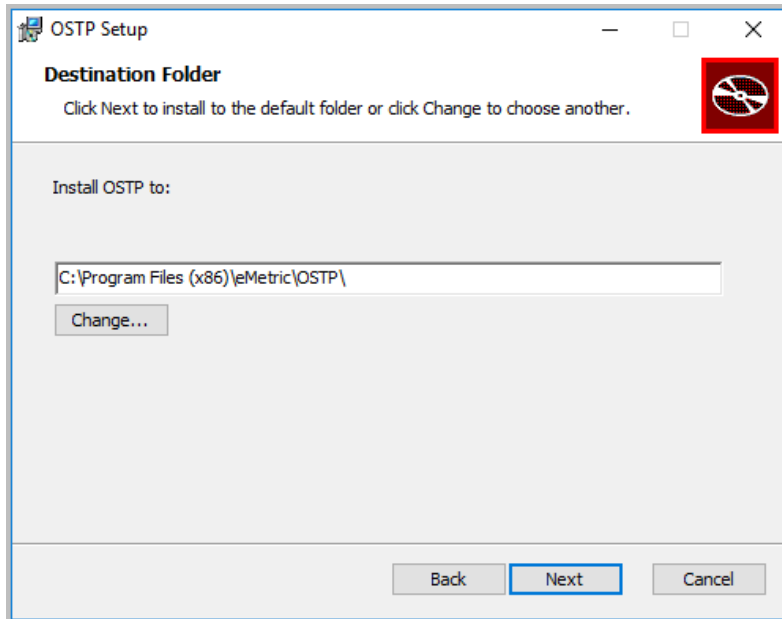 OSTP Setup
Destination Folder
Click Next to install to the default folder or click Change to choose another.
Install OSTP to:
C:\Program Files (x86)\eMetric\OSTP\
Change...
Back Next Cancel